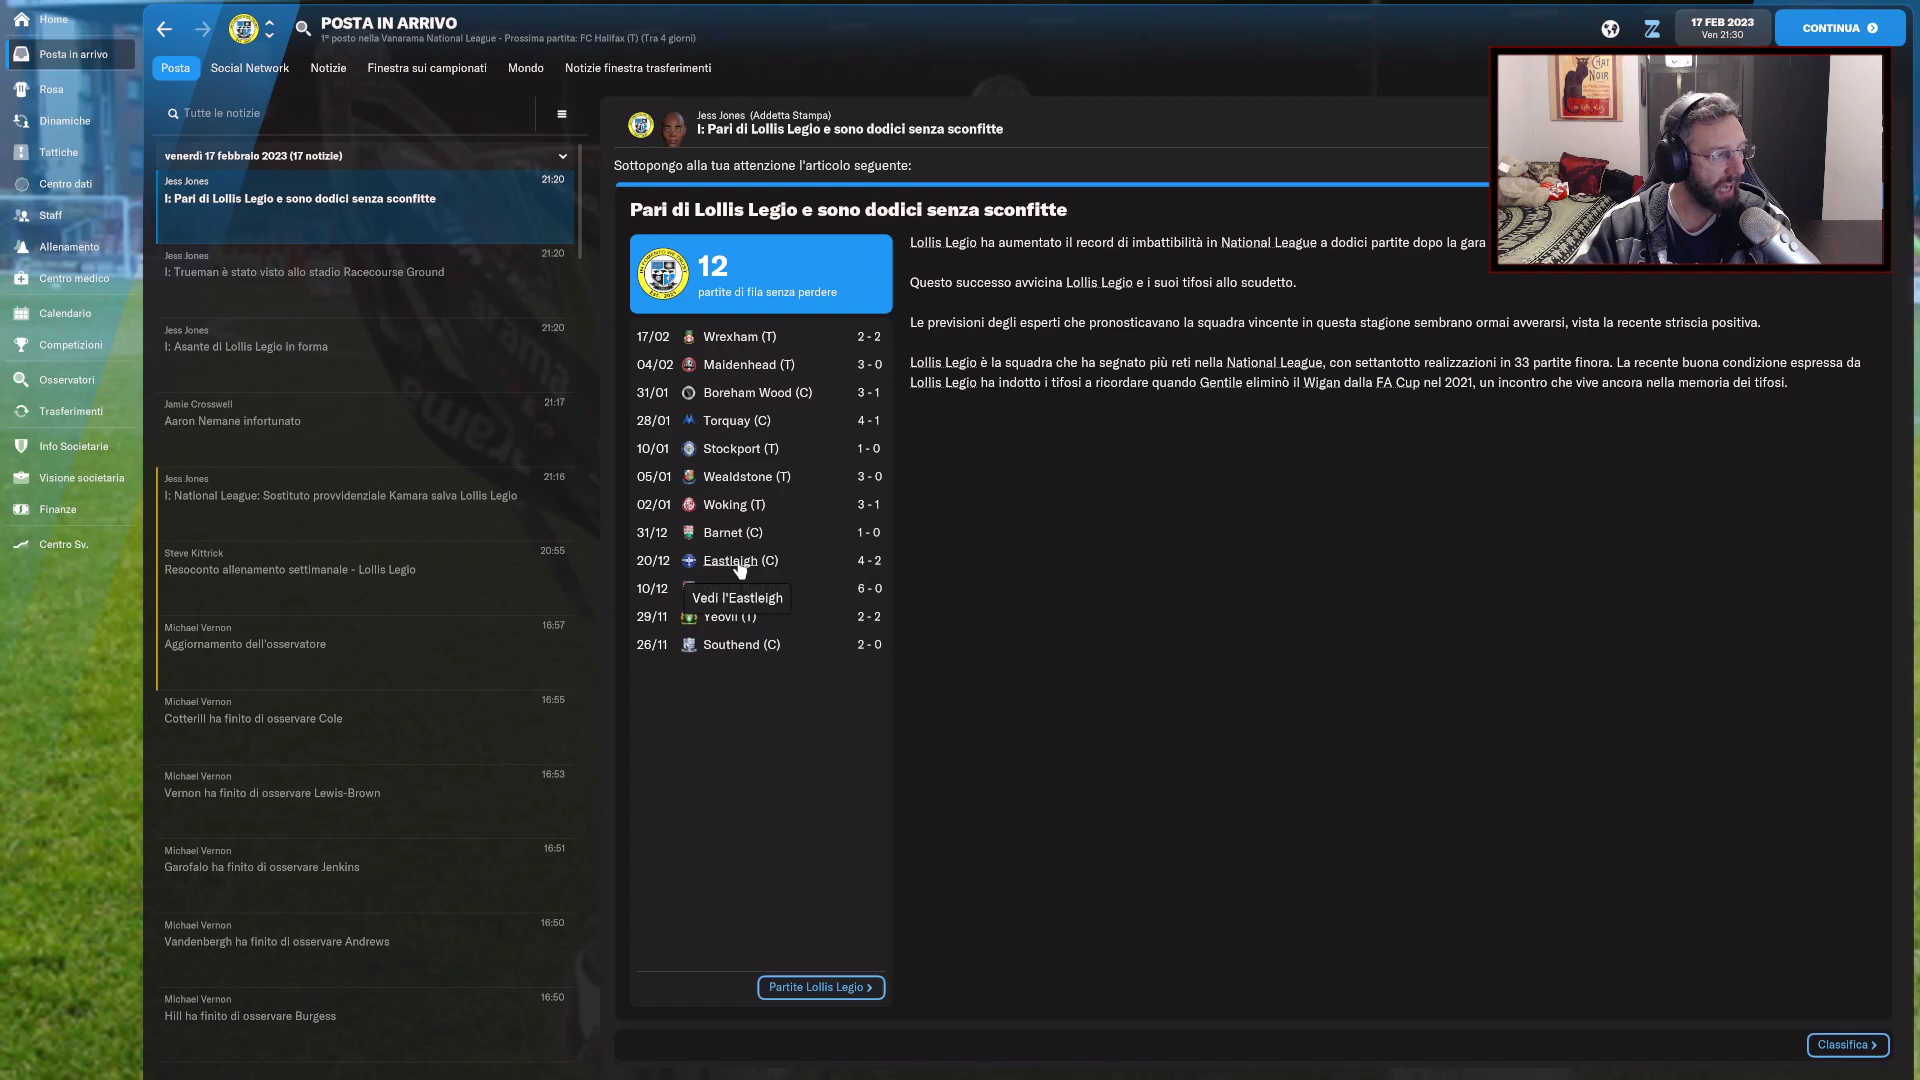 Home
Posta in arrivo
Rosa
Dinamiche
Tattiche
Centro dati
Staff
Allenamento
Centro medico
Calendario
Competizioni
Osservatori
Trasferimenti
Info Societarie
Visione societaria
Finanze
Centro Sv.
POSTA IN ARRIVO
1° posto nella Vanarama National League - Prossima partita: FC Halifax (T) (Tra 4 giorni)
17 FEB 2023
Ven 21:30
CONTINUA
Posta
Social Network
Notizie
Finestra sui campionati
Mondo
Notizie finestra trasferimenti
Tutte le notizie
venerdì 17 febbraio 2023 (17 notizie)
Jess Jones 21:20
I: Pari di Lollis Legio e sono dodici senza sconfitte
Jess Jones 21:20
I: Trueman è stato visto allo stadio Racecourse Ground
Jess Jones 21:20
I: Asante di Lollis Legio in forma
Jamie Crosswell 21:17
Aaron Nemane infortunato
Jess Jones 21:16
I: National League: Sostituto provvidenziale Kamara salva Lollis Legio
Steve Kittrick 20:55
Resoconto allenamento settimanale - Lollis Legio
Michael Vernon 16:57
Aggiornamento dell'osservatore
Michael Vernon 16:55
Cotterill ha finito di osservare Cole
Michael Vernon 16:53
Vernon ha finito di osservare Lewis-Brown
Michael Vernon 16:51
Garofalo ha finito di osservare Jenkins
Michael Vernon 16:50
Vandenbergh ha finito di osservare Andrews
Michael Vernon 16:50
Hill ha finito di osservare Burgess
Jess Jones (Addetta Stampa)
I: Pari di Lollis Legio e sono dodici senza sconfitte
Sottopongo alla tua attenzione l'articolo seguente:
Pari di Lollis Legio e sono dodici senza sconfitte
12
partite di fila senza perdere
17/02 Wrexham (T) 2 - 2
04/02 Maidenhead (T) 3 - 0
31/01 Boreham Wood (C) 3 - 1
28/01 Torquay (C) 4 - 1
10/01 Stockport (T) 1 - 0
05/01 Wealdstone (T) 3 - 0
02/01 Woking (T) 3 - 1
31/12 Barnet (C) 1 - 0
20/12 Eastleigh (C) 4 - 2
10/12 6 - 0
Vedi l'Eastleigh
29/11 Yeovil (T) 2 - 2
26/11 Southend (C) 2 - 0
Partite Lollis Legio
Lollis Legio ha aumentato il record di imbattibilità in National League a dodici partite dopo la gara
Questo successo avvicina Lollis Legio e i suoi tifosi allo scudetto.
Le previsioni degli esperti che pronosticavano la squadra vincente in questa stagione sembrano ormai avverarsi, vista la recente striscia positiva.
Lollis Legio è la squadra che ha segnato più reti nella National League, con settantotto realizzazioni in 33 partite finora. La recente buona condizione espressa da
Lollis Legio ha indotto i tifosi a ricordare quando Gentile eliminò il Wigan dalla FA Cup nel 2021, un incontro che vive ancora nella memoria dei tifosi.
CHAT
NOIR
Classifica